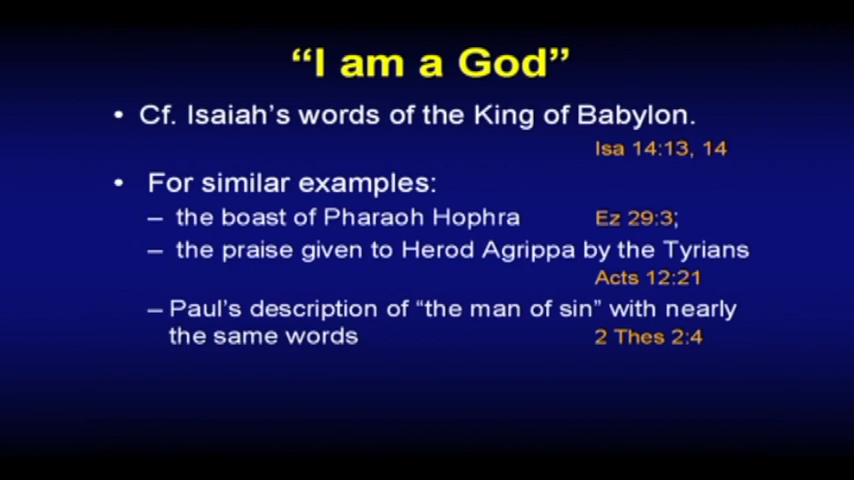 “I am a God”
• Cf. Isaiah’s words of the King of Babylon.
Isa 14:13, 14
• For similar examples:
– the boast of Pharaoh Hophra Ez 29:3;
– the praise given to Herod Agrippa by the Tyrians
Acts 12:21
– Paul’s description of “the man of sin” with nearly
the same words 2 Thes 2:4